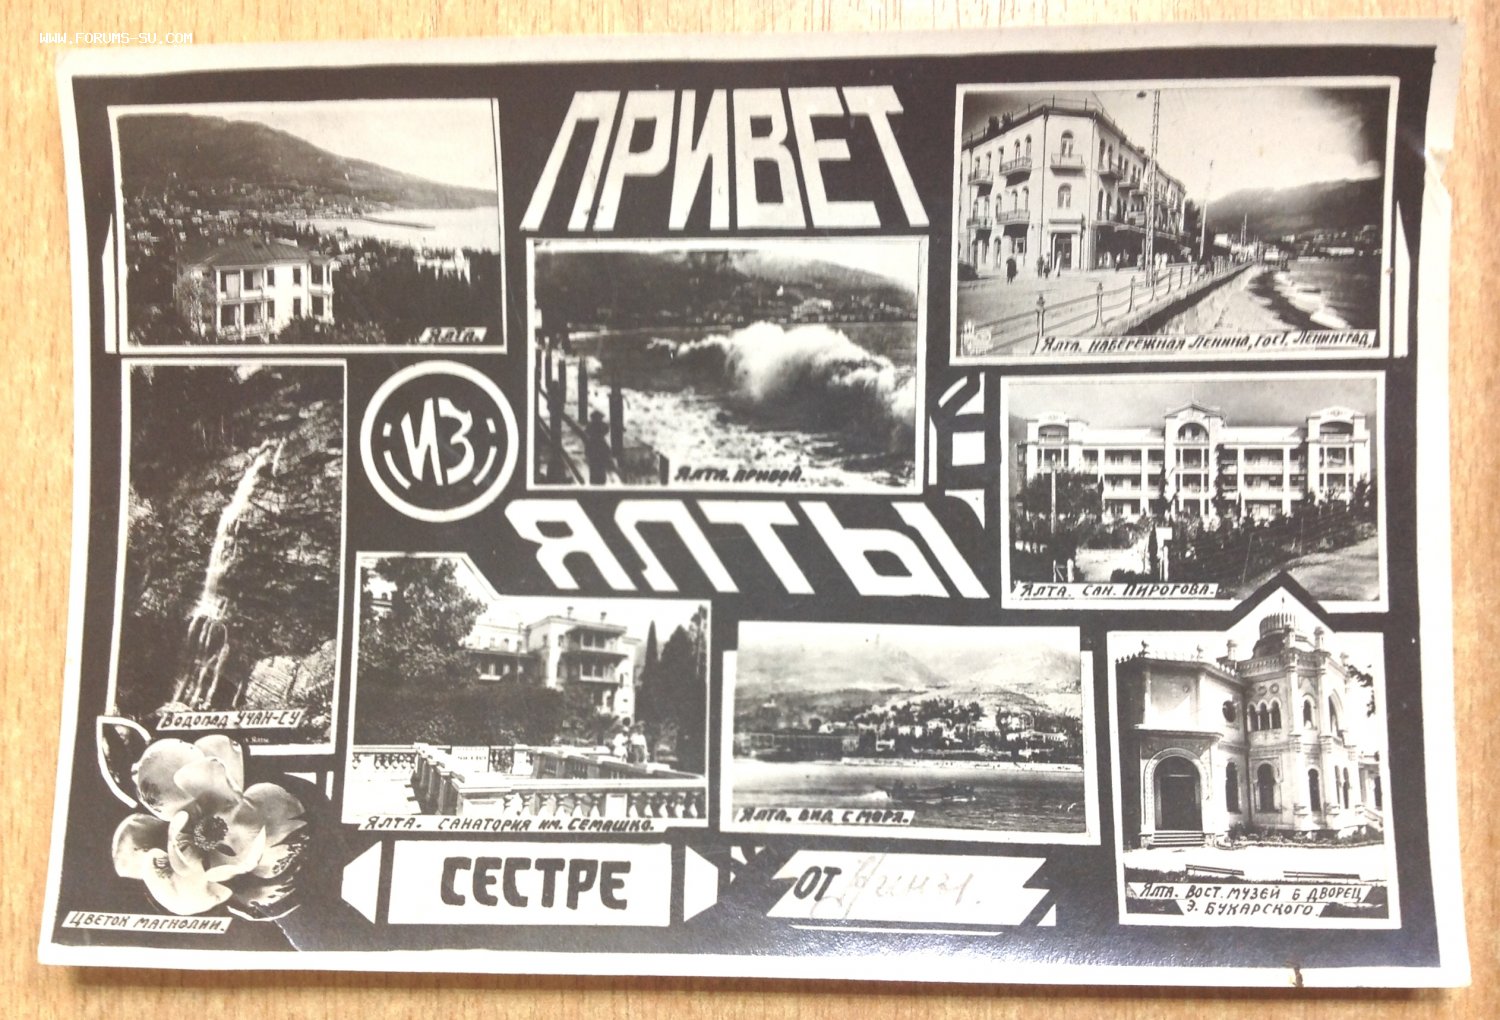 WWW.FORUMS-SU.COM
ПРИВЕТ
ИЗ
ЯЛТЫ
ЯЛТА.
ЯЛТА. НАБЕРЕЖНАЯ ЛЕНИНА, ГОСТ. ЛЕНИНГРАД.
ЯЛТА. ПРИБОЙ.
ЯЛТА. САН. ПИРОГОВА.
ВОДОПАД УЧАН-СУ
ЯЛТА. САНАТОРИЯ ИМ. СЕМАШКО.
ЯЛТА. ВИД С МОРЯ.
ЯЛТА. ВОСТ. МУЗЕЙ Б ДВОРЕЦ
Э. БУХАРСКОГО.
ЦВЕТОК МАГНОЛИИ.
СЕСТРЕ
ОТ